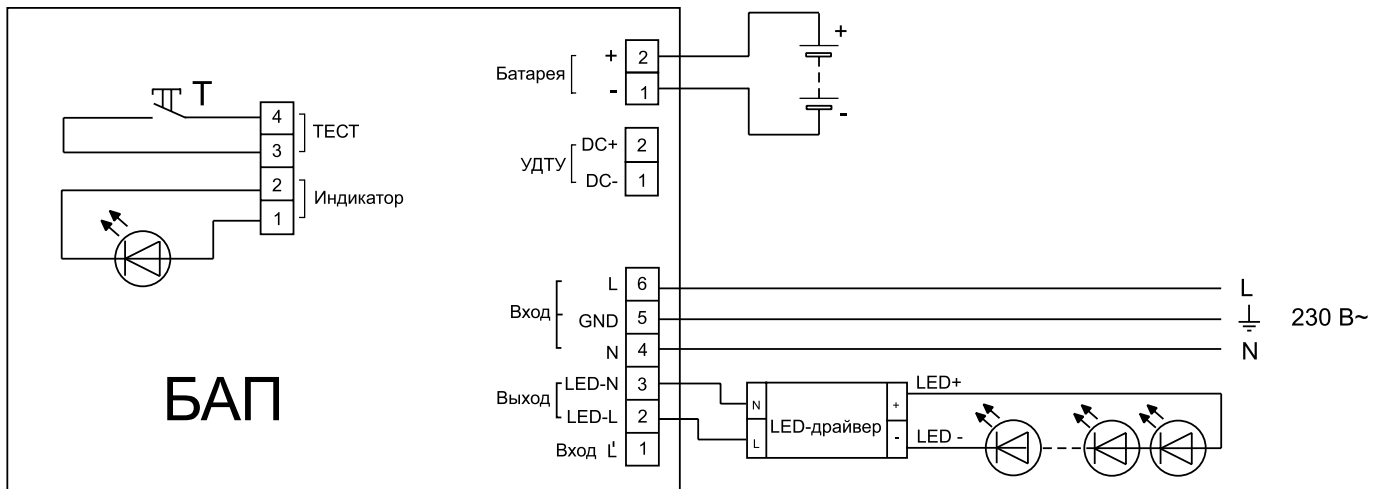 Батарея
+ 2
- 1
+
-
T
4
3
ТЕСТ
2
1
Индикатор
УДТУ
DC+ 2
DC- 1
Вход
L 6
GND 5
N 4
L
N
230 В~
БАП
Выход
LED-N 3
LED-L 2
Вход L' 1
N
L
LED-драйвер
+
-
LED+
LED -